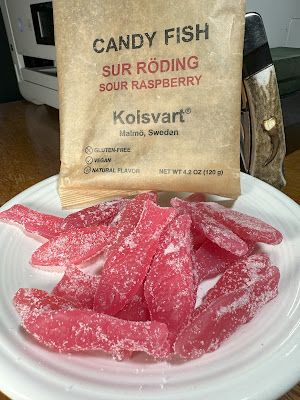 CANDY FISH
SUR RÖDING
SOUR RASPBERRY
Kolsvart®
Malmö, Sweden
GLUTEN-FREE
VEGAN
NATURAL FLAVOR
NET WT 4.2 OZ (120 g)